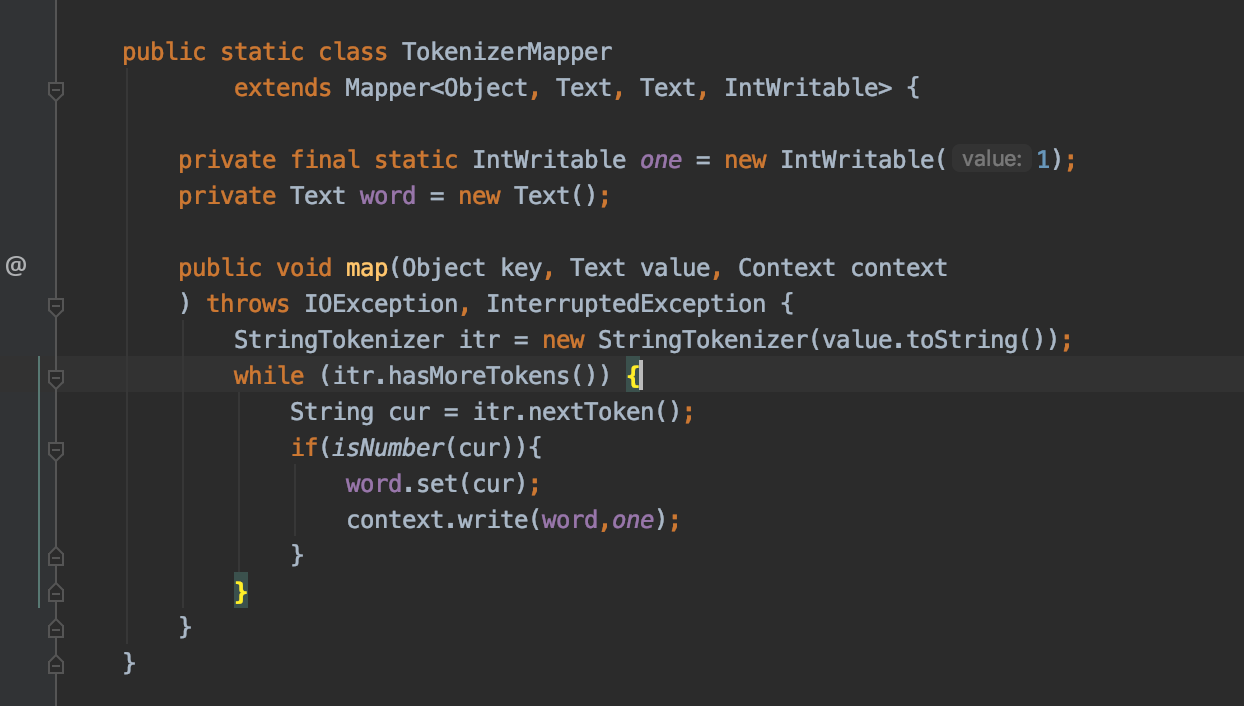 public static class TokenizerMapper
extends Mapper<Object, Text, Text, IntWritable> {
private final static IntWritable one = new IntWritable( value: 1);
private Text word = new Text();
@
public void map(Object key, Text value, Context context
) throws IOException, InterruptedException {
StringTokenizer itr = new StringTokenizer(value.toString());
while (itr.hasMoreTokens()) {
String cur = itr.nextToken();
if(isNumber(cur)){
word.set(cur);
context.write(word,one);
}
}
}
}